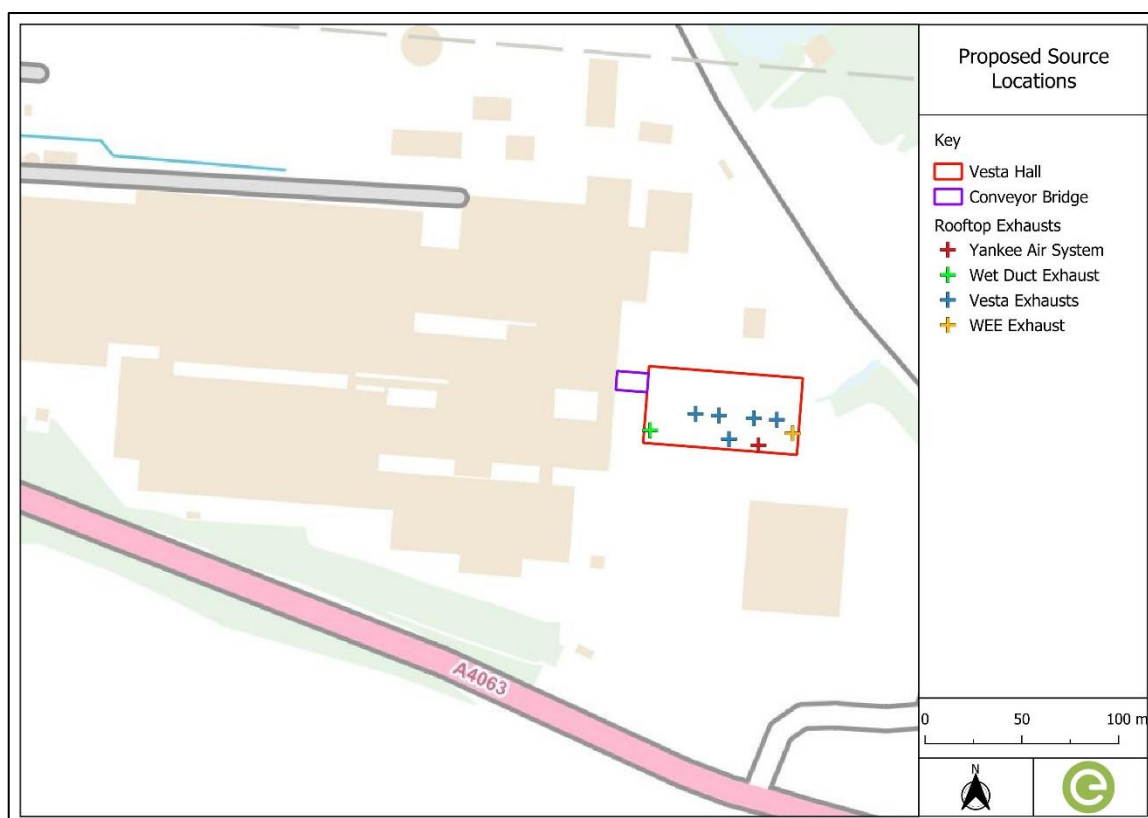 Proposed Source
Locations
Key
Vesta Hall
Conveyor Bridge
Rooftop Exhausts
Yankee Air System
Wet Duct Exhaust
Vesta Exhausts
WEE Exhaust
A4063
0 50 100 m
N
e